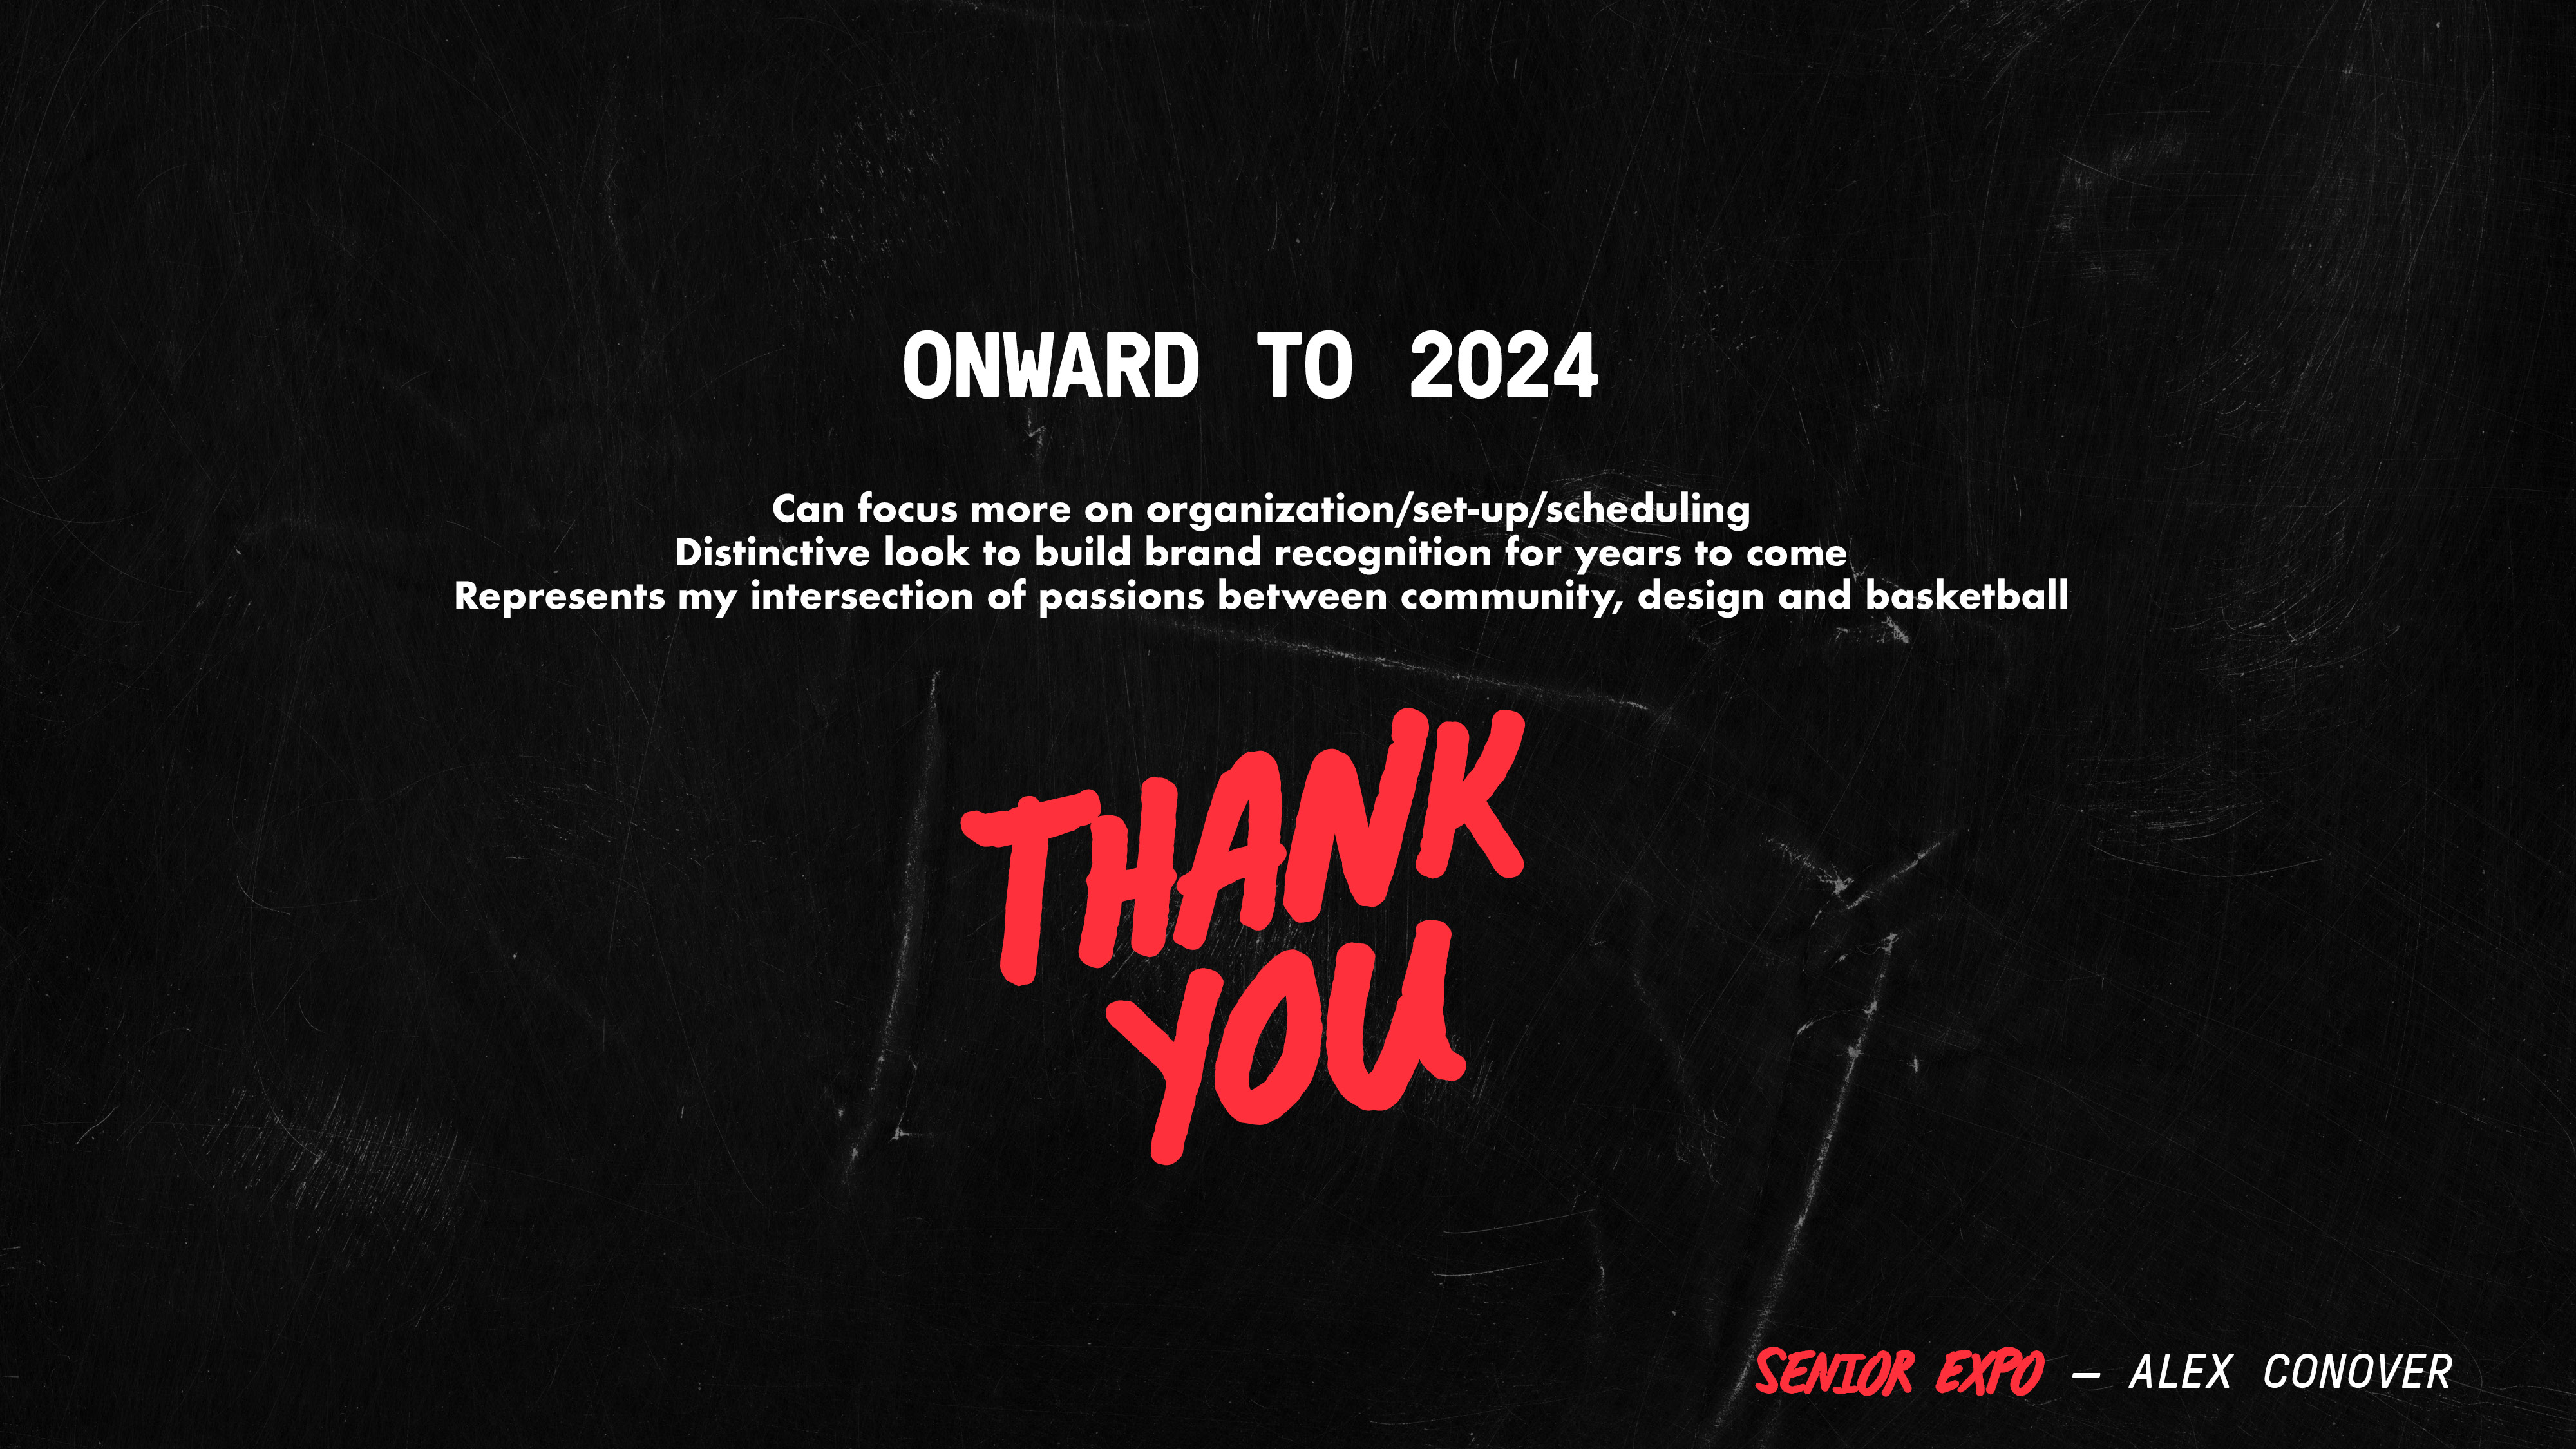 ONWARD TO 2024
Can focus more on organization/set-up/scheduling
Distinctive look to build brand recognition for years to come
Represents my intersection of passions between community, design and basketball
THANK
YOU
SENIOR EXPO – ALEX CONOVER